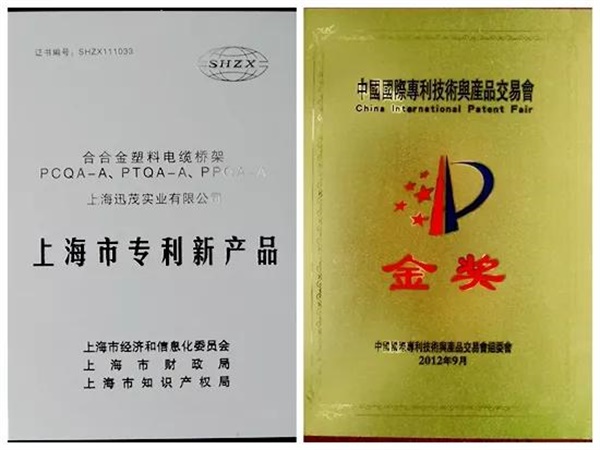 证书编号：SHZX111033
SHZX
合合金塑料电缆桥架
PCQA-A、PTQA-A、PPQA-A
上海迅茂实业有限公司
上海市专利新产品
上海市经济和信息化委员会
上海市财政局
上海市知识产权局
中國國際專利技術與產品交易會
China International Patent Fair
金奖
中國國際專利技術與產品交易會組委會
2012年9月